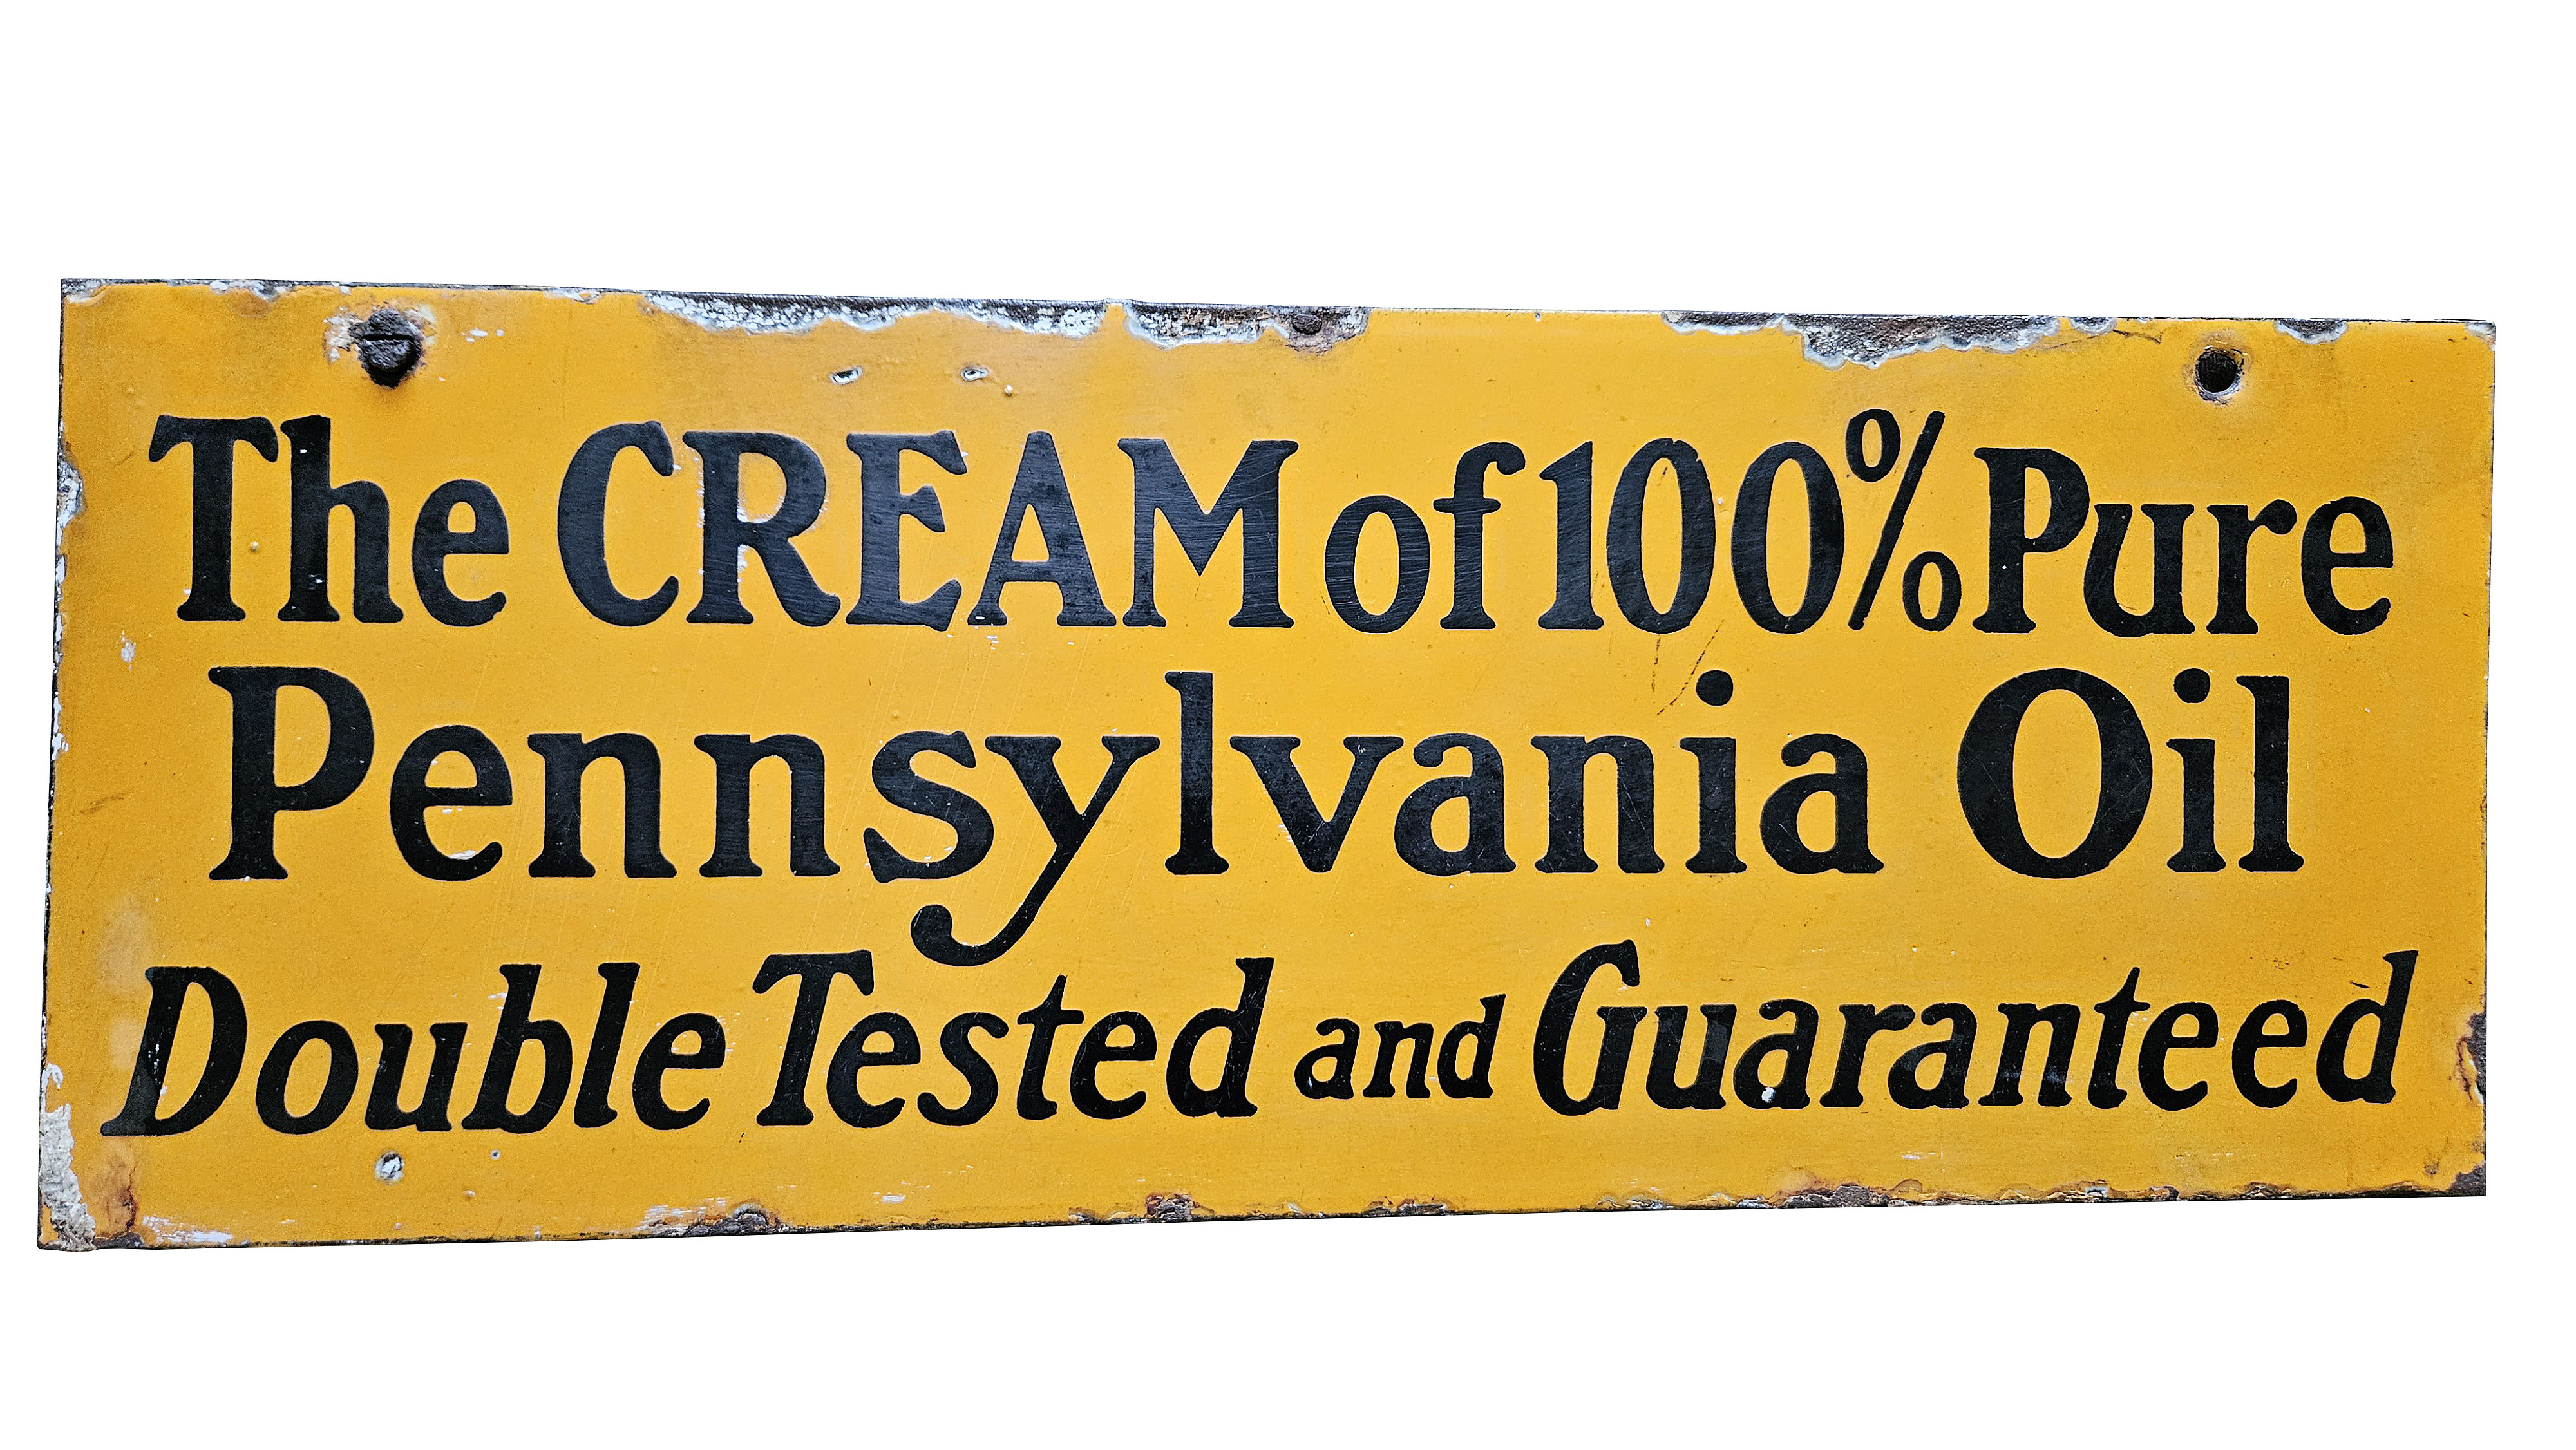 The CREAM of 100% Pure
Pennsylvania Oil
Double Tested and Guaranteed